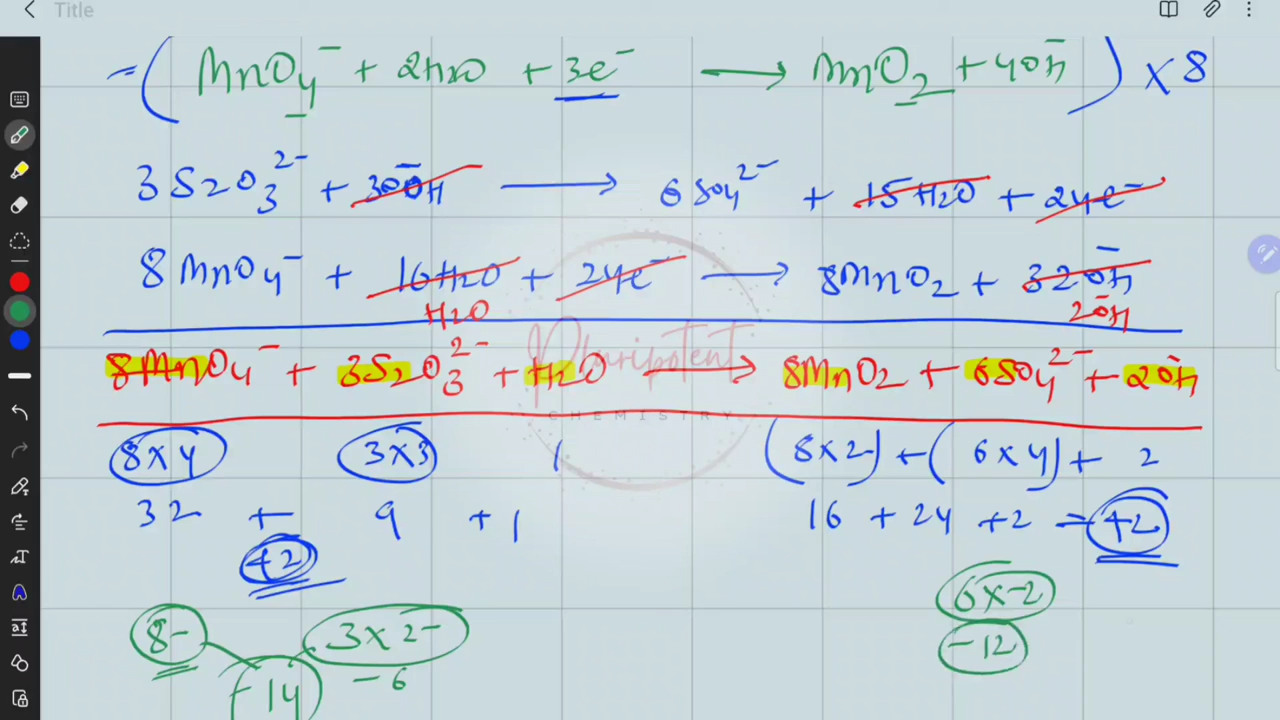 Title
= ( MnO4⁻ + 2H2O + 3e⁻ ⟶ MnO2 + 4OH⁻ ) × 8
3S2O3²⁻ + 30OH⁻ ⟶ 6SO4²⁻ + 15H2O + 24e⁻
8MnO4⁻ + 16H2O + 24e⁻ ⟶ 8MnO2 + 32OH⁻
H2O 2OH⁻
Pluripotent
CHEMISTRY
8MnO4⁻ + 3S2O3²⁻ + H2O ⟶ 8MnO2 + 6SO4²⁻ + 2OH⁻
8×4 3×3 1 (8×2) + (6×4) + 2
32 + 9 + 1 16 + 24 + 2 = 42
42
6×-2
8- 3×2- -12
-14 -6